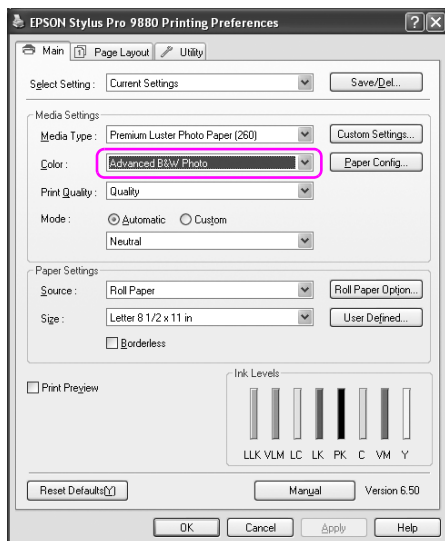 EPSON Stylus Pro 9880 Printing Preferences
Main Page Layout Utility
Select Setting : Current Settings Save/Del...
Media Settings
Media Type : Premium Luster Photo Paper (260) Custom Settings...
Color : Advanced B&W Photo Paper Config...
Print Quality : Quality
Mode : Automatic Custom
Neutral
Paper Settings
Source : Roll Paper Roll Paper Option...
Size : Letter 8 1/2 x 11 in User Defined...
Borderless
Print Preview
Ink Levels
LLK VLM LC LK PK C VM Y
Reset Defaults(Y) Manual Version 6.50
OK Cancel Apply Help